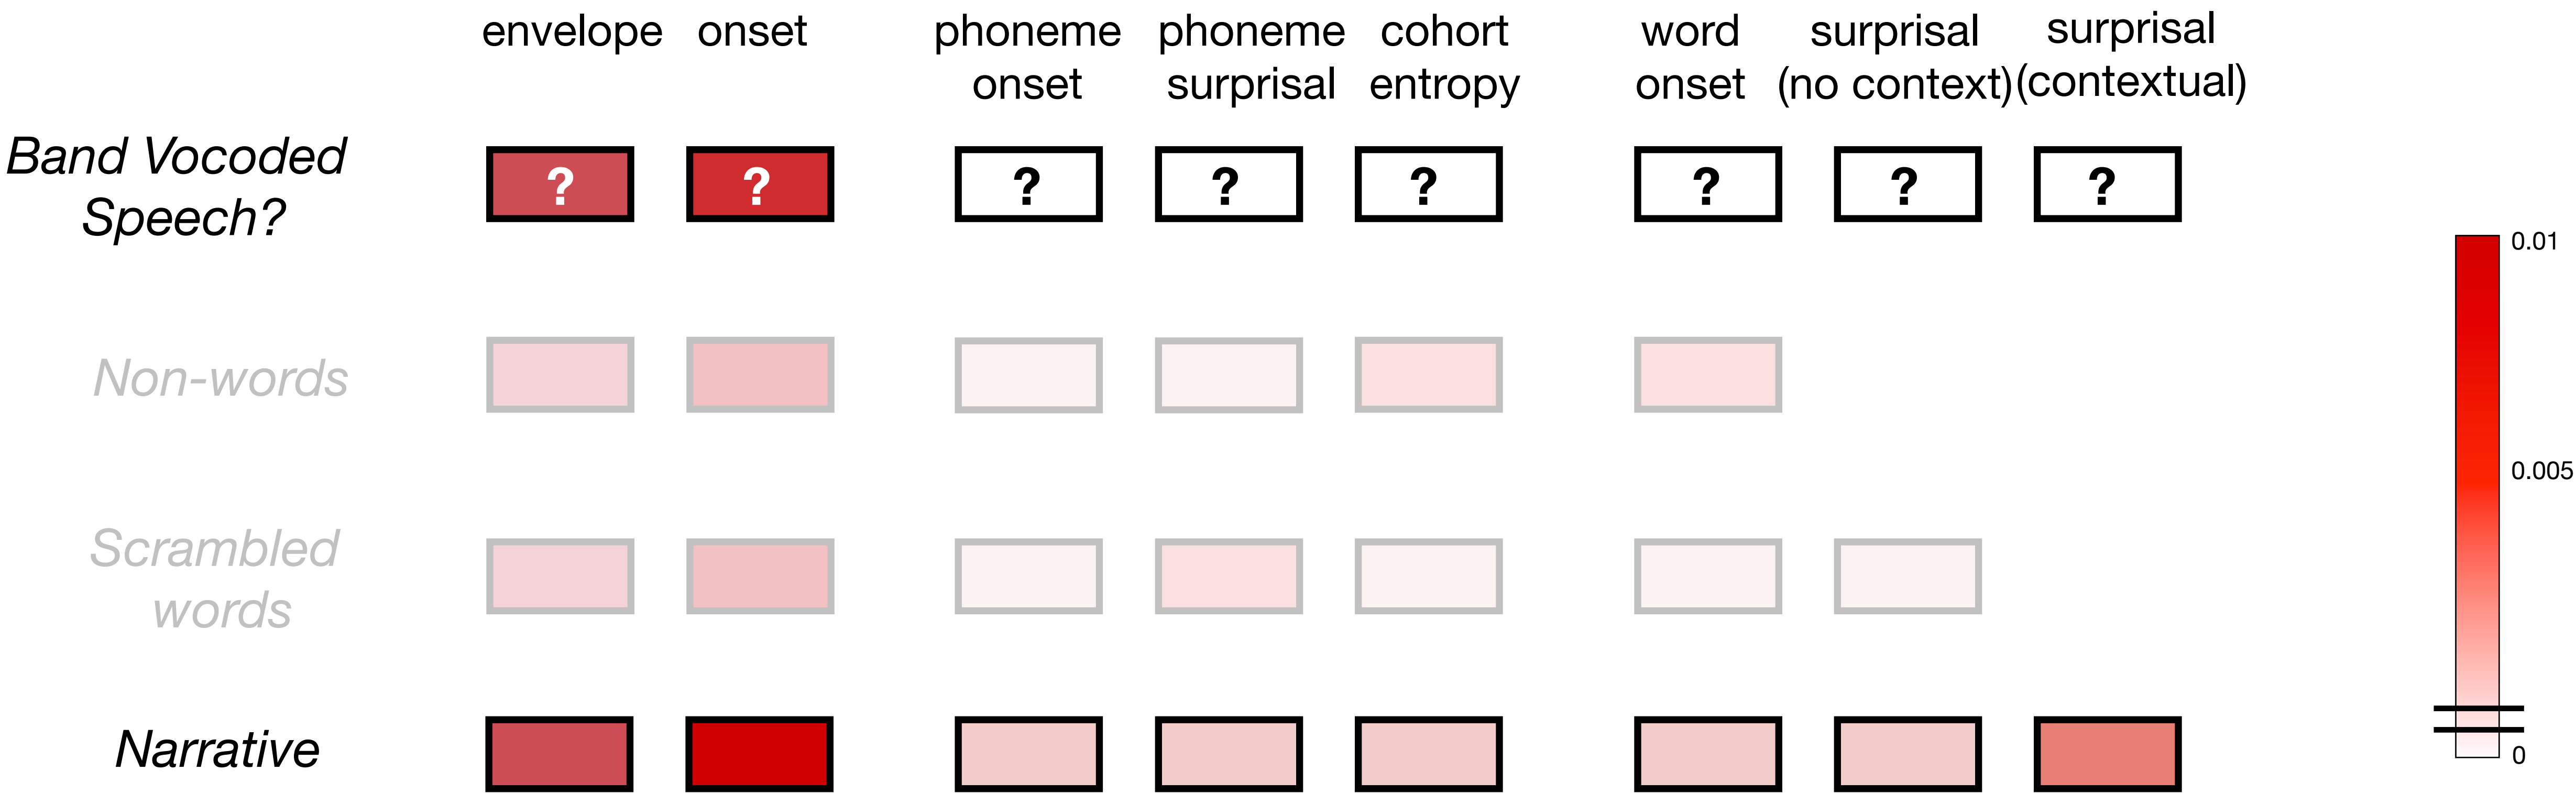 envelope onset phoneme phoneme cohort word surprisal surprisal
onset surprisal entropy onset (no context) (contextual)
Band Vocoded
Speech?
? ? ? ? ? ? ? ?
0.01
Non-words
0.005
Scrambled
words
Narrative
0